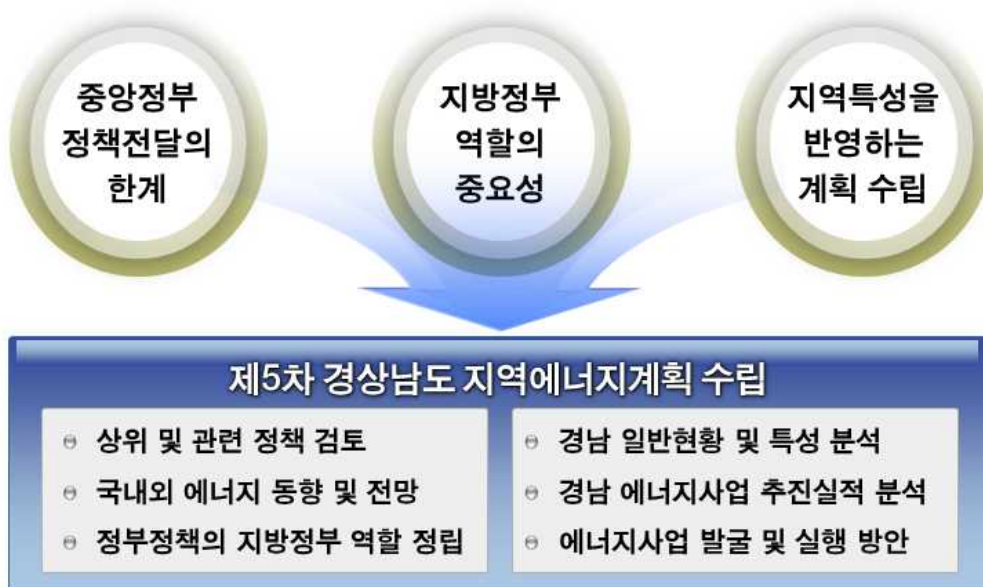 중앙정부
정책전달의
한계
지방정부
역할의
중요성
지역특성을
반영하는
계획 수립
제5차 경상남도 지역에너지계획 수립
상위 및 관련 정책 검토
국내외 에너지 동향 및 전망
정부정책의 지방정부 역할 정립
경남 일반현황 및 특성 분석
경남 에너지사업 추진실적 분석
에너지사업 발굴 및 실행 방안